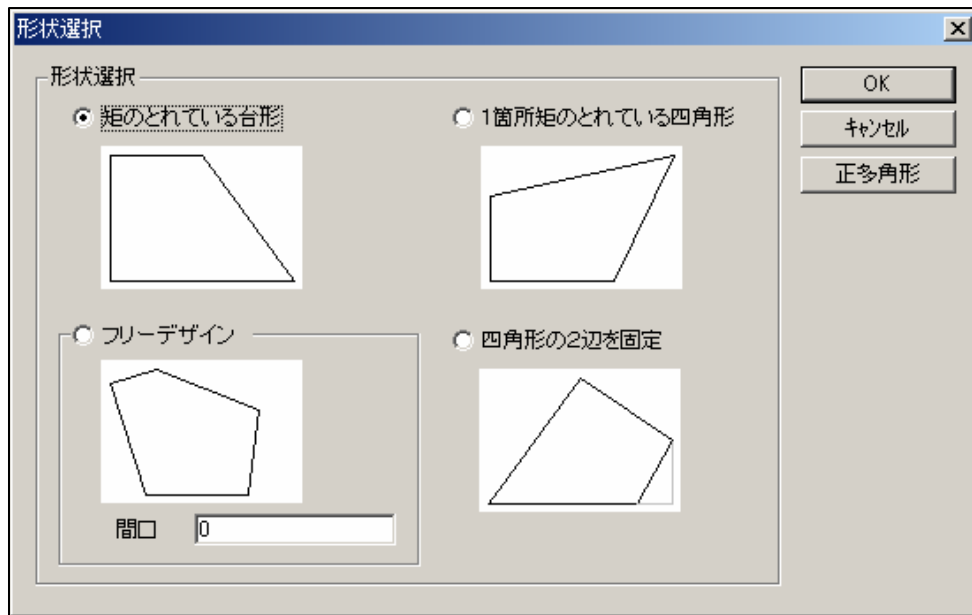 形状選択
形状選択
矩のとれている台形
1箇所矩のとれている四角形
フリーデザイン
間口
0
四角形の2辺を固定
OK
キャンセル
正多角形